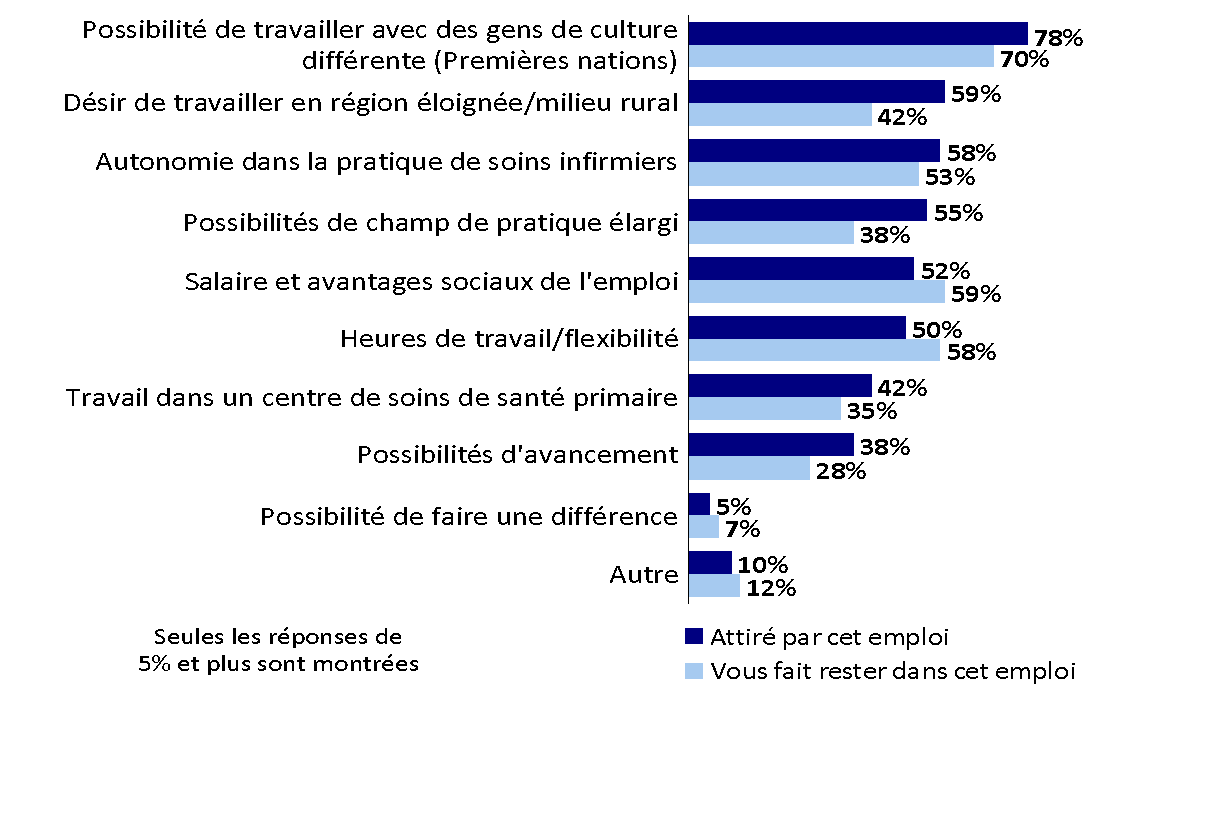 Possibilité de travailler avec des gens de culture
différente (Premières nations)
78%
70%
Désir de travailler en région éloignée/milieu rural
59%
42%
Autonomie dans la pratique de soins infirmiers
58%
53%
Possibilités de champ de pratique élargi
55%
38%
Salaire et avantages sociaux de l'emploi
52%
59%
Heures de travail/flexibilité
50%
58%
Travail dans un centre de soins de santé primaire
42%
35%
Possibilités d'avancement
38%
28%
Possibilité de faire une différence
5%
7%
Autre
10%
12%
Seules les réponses de
5% et plus sont montrées
Attiré par cet emploi
Vous fait rester dans cet emploi